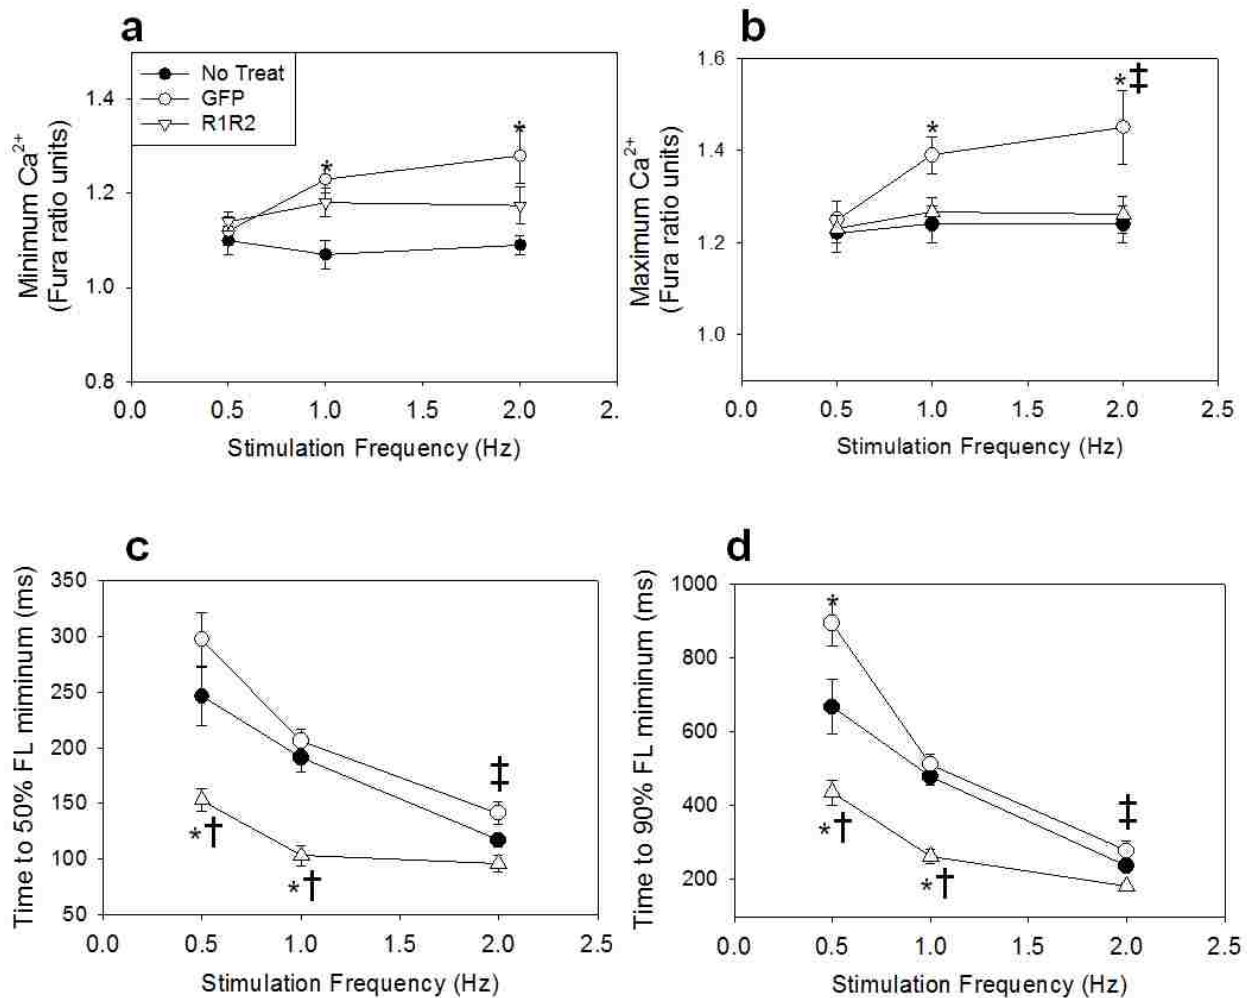 a
No Treat
GFP
R1R2
Minimum Ca2+
(Fura ratio units)
1.4
1.2
1.0
0.8
0.0 0.5 1.0 2.0 2.
Stimulation Frequency (Hz)
* *
b
Maximum Ca2+
(Fura ratio units)
1.6
1.4
1.2
1.0
0.0 0.5 1.0 2.0 2.5
Stimulation Frequency (Hz)
* *‡
c
Time to 50% FL miminum (ms)
350
300
250
200
150
100
50
0.0 0.5 1.0 1.5 2.0 2.5
Stimulation Frequency (Hz)
*† *† ‡
d
Time to 90% FL miminum (ms)
1000
800
600
400
200
0.0 0.5 1.0 1.5 2.0 2.5
Stimulation Frequency (Hz)
* *† *† ‡